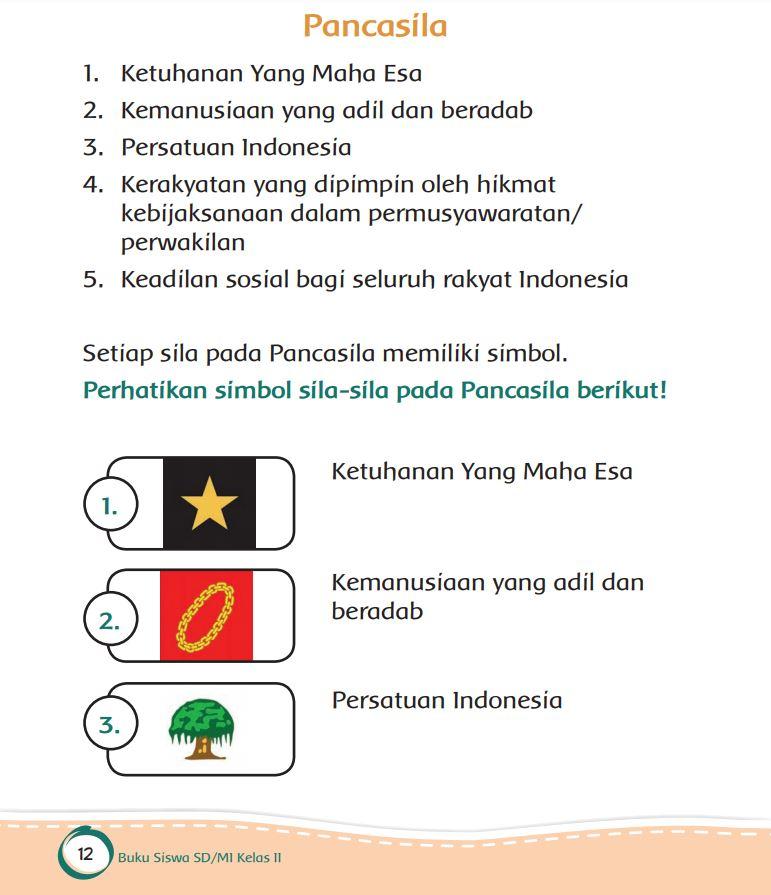 Pancasila
1. Ketuhanan Yang Maha Esa
2. Kemanusiaan yang adil dan beradab
3. Persatuan Indonesia
4. Kerakyatan yang dipimpin oleh hikmat
kebijaksanaan dalam permusyawaratan/
perwakilan
5. Keadilan sosial bagi seluruh rakyat Indonesia
Setiap sila pada Pancasila memiliki simbol.
Perhatikan simbol sila-sila pada Pancasila berikut!
1.
Ketuhanan Yang Maha Esa
2.
Kemanusiaan yang adil dan
beradab
3.
Persatuan Indonesia
12
Buku Siswa SD/MI Kelas II